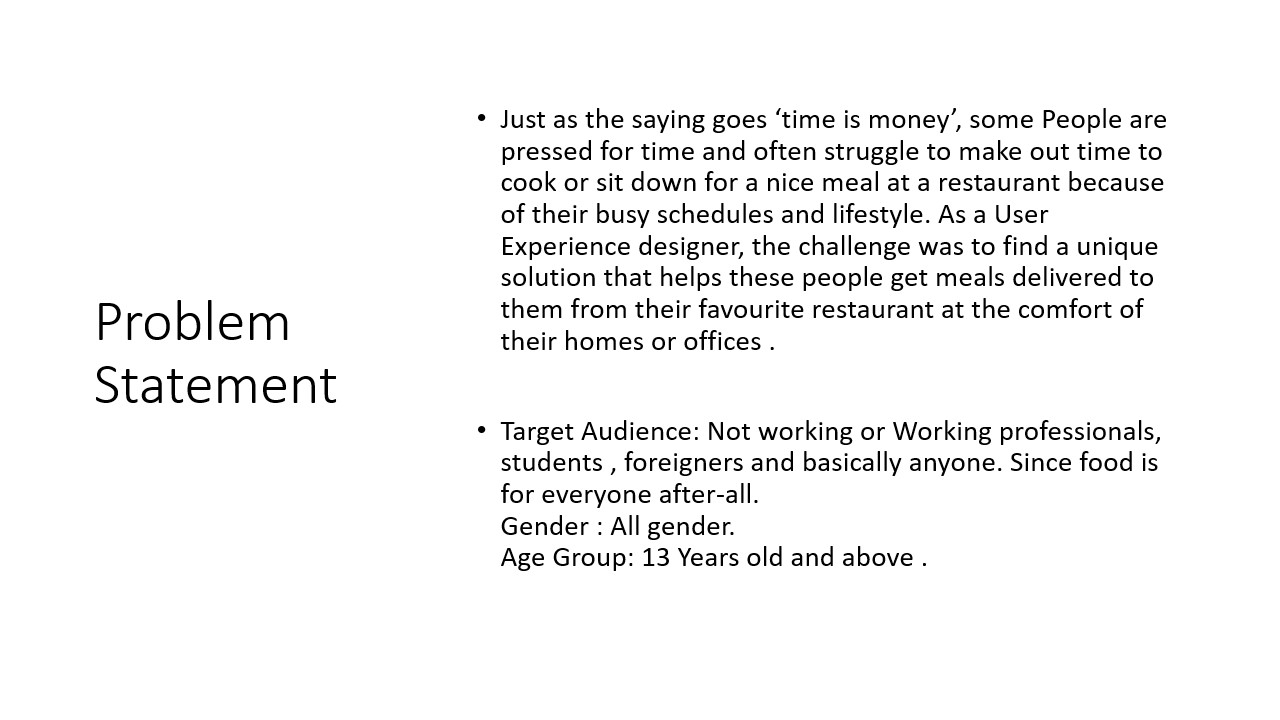 Problem
Statement
• Just as the saying goes ‘time is money’, some People are
pressed for time and often struggle to make out time to
cook or sit down for a nice meal at a restaurant because
of their busy schedules and lifestyle. As a User
Experience designer, the challenge was to find a unique
solution that helps these people get meals delivered to
them from their favourite restaurant at the comfort of
their homes or offices .
• Target Audience: Not working or Working professionals,
students , foreigners and basically anyone. Since food is
for everyone after-all.
Gender : All gender.
Age Group: 13 Years old and above .